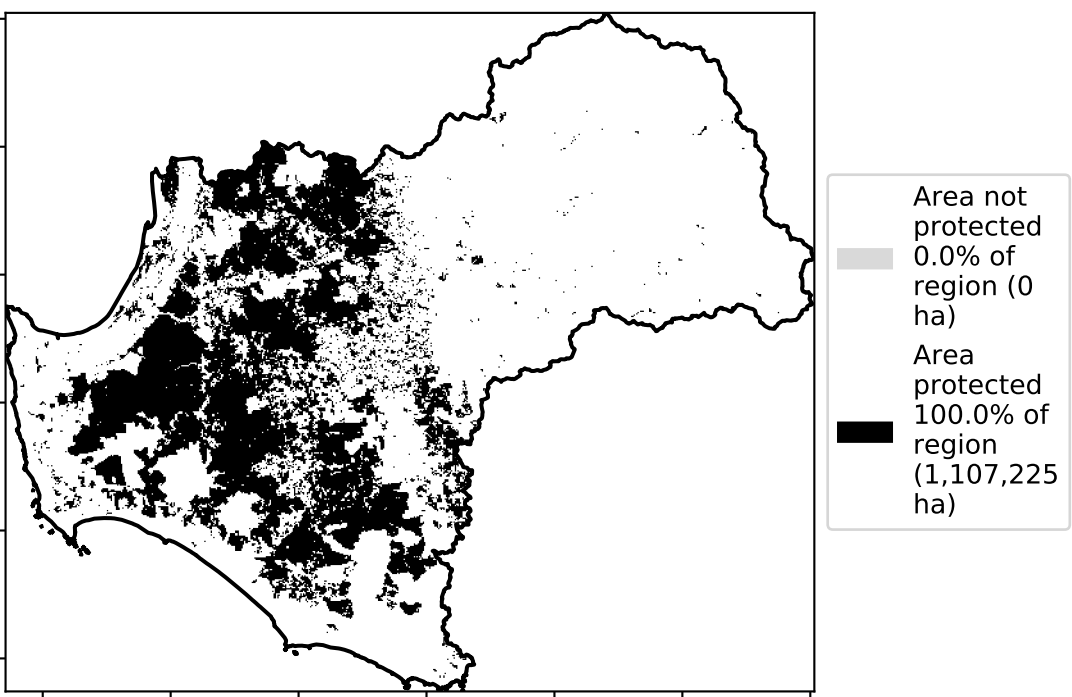 Area not
protected
0.0% of
region (0
ha)
Area
protected
100.0% of
region
(1,107,225
ha)